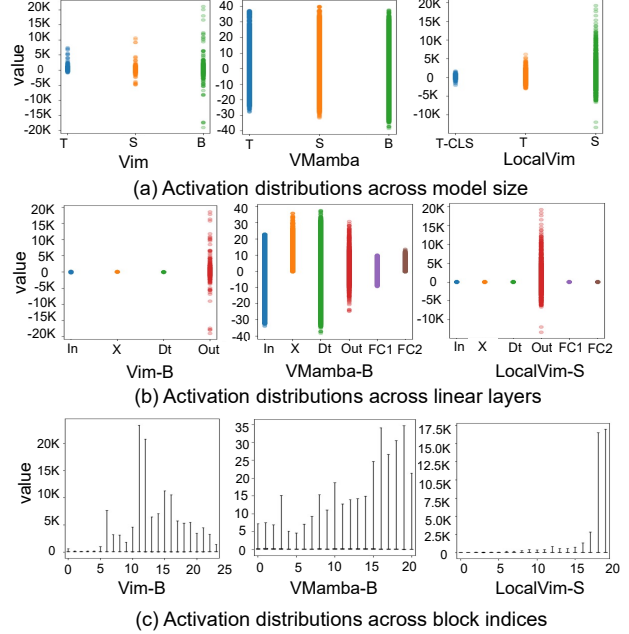 20K
15K
10K
5K
0
-5K
-10K
-15K
-20K
value
T
S
B
Vim
40
30
20
10
0
-10
-20
-30
-40
T
S
B
VMamba
20K
15K
10K
5K
0
-5K
-10K
T-CLS
T
S
LocalVim
(a) Activation distributions across model size
20K
15K
10K
5K
0
-5K
-10K
-15K
-20K
value
In
X
Dt
Out
Vim-B
40
30
20
10
0
-10
-20
-30
-40
In
X
Dt
Out
FC1
FC2
VMamba-B
20K
15K
10K
5K
0
-5K
-10K
In
X
Dt
Out
FC1
FC2
LocalVim-S
(b) Activation distributions across linear layers
20K
15K
10K
5K
0
value
0 5 10 15 20 25
Vim-B
35
30
25
20
15
10
5
0
0 5 10 15 20
VMamba-B
17.5K
15.0K
12.5K
10.0K
7.5K
5.0K
2.5K
0
0 5 10 15 20
LocalVim-S
(c) Activation distributions across block indices